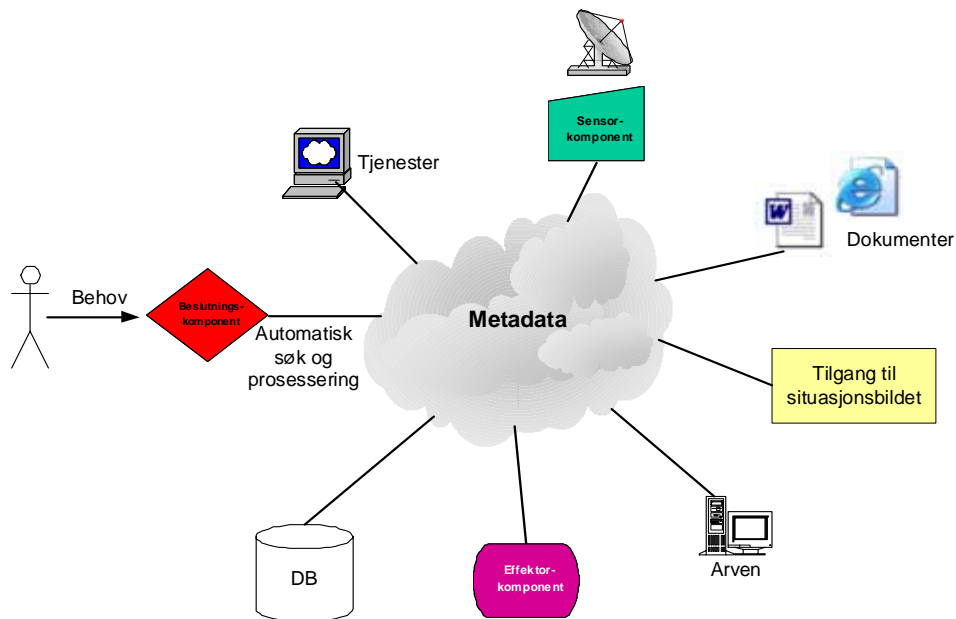 Sensor-
komponent
Tjenester
W
Dokumenter
Behov
Beslutnings-
komponent
Automatisk
søk og
prosessering
Metadata
Tilgang til
situasjonsbildet
DB
Effektor-
komponent
Arven